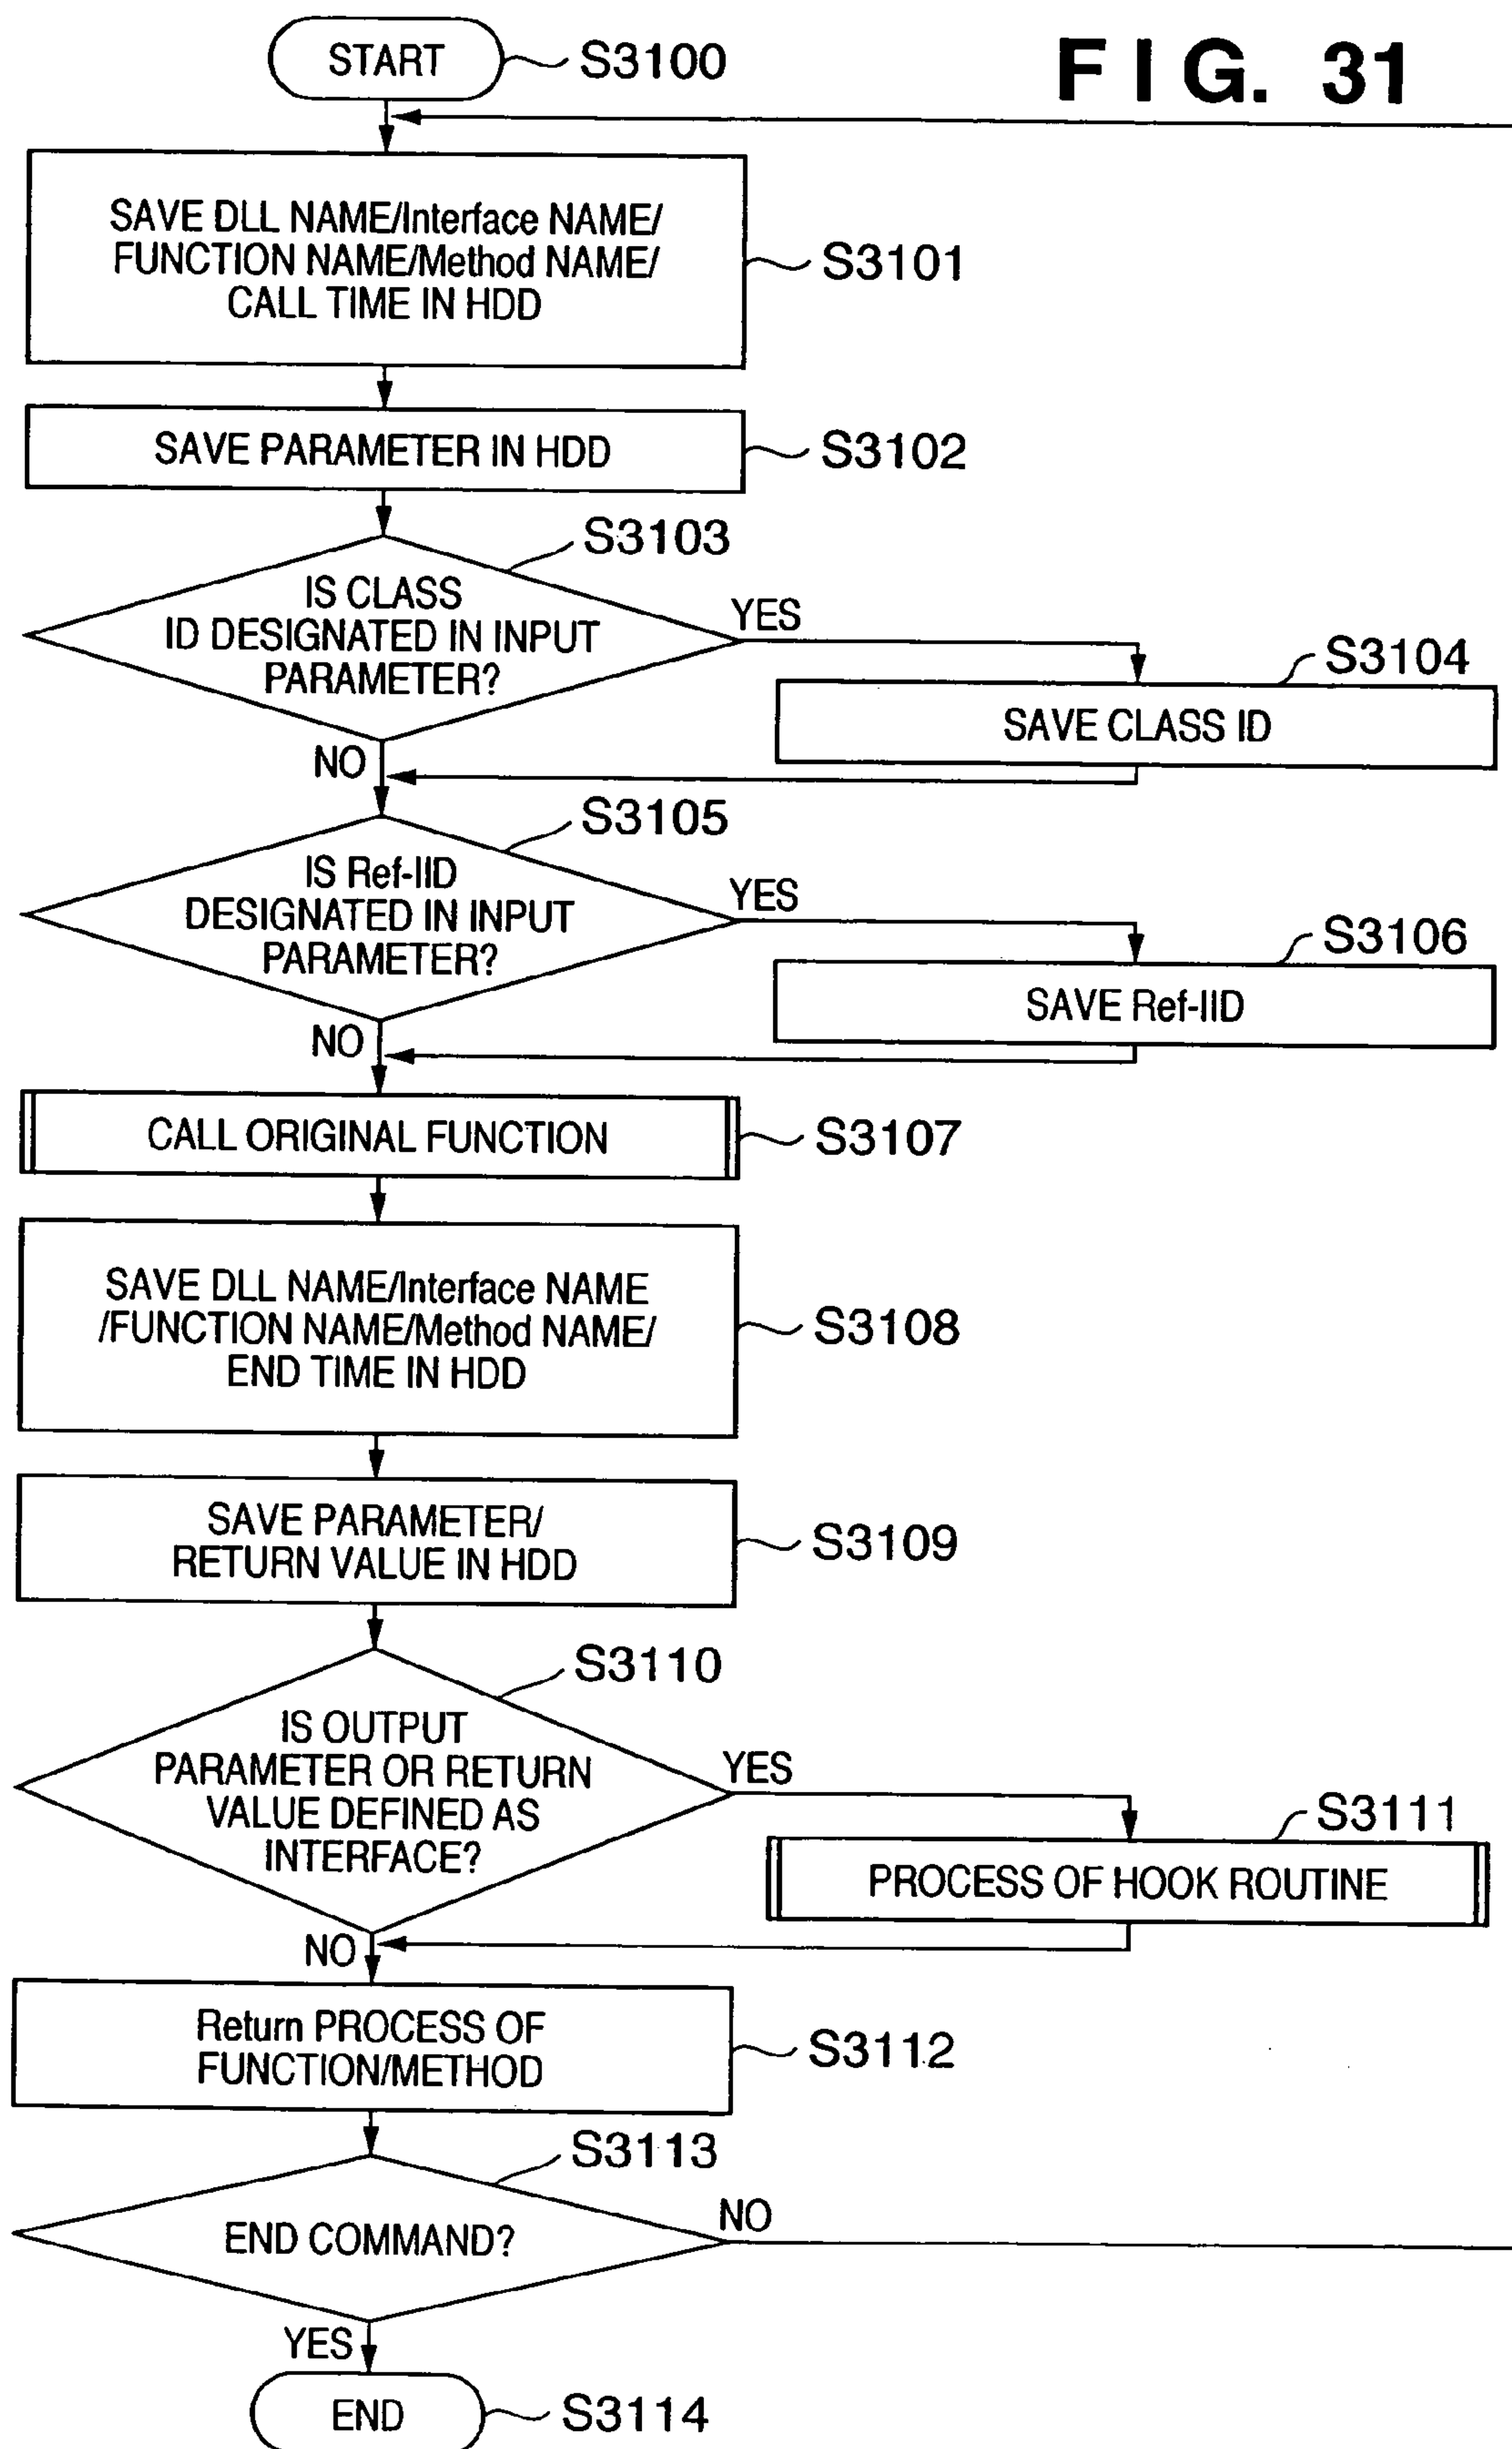 FIG. 31
START
S3100
SAVE DLL NAME/Interface NAME/
FUNCTION NAME/Method NAME/
CALL TIME IN HDD
S3101
SAVE PARAMETER IN HDD
S3102
S3103
IS CLASS
ID DESIGNATED IN INPUT
PARAMETER?
YES
S3104
SAVE CLASS ID
NO
S3105
IS Ref-IID
DESIGNATED IN INPUT
PARAMETER?
YES
S3106
SAVE Ref-IID
NO
CALL ORIGINAL FUNCTION
S3107
SAVE DLL NAME/Interface NAME
/FUNCTION NAME/Method NAME/
END TIME IN HDD
S3108
SAVE PARAMETER/
RETURN VALUE IN HDD
S3109
S3110
IS OUTPUT
PARAMETER OR RETURN
VALUE DEFINED AS
INTERFACE?
YES
S3111
PROCESS OF HOOK ROUTINE
NO
Return PROCESS OF
FUNCTION/METHOD
S3112
S3113
END COMMAND?
NO
YES
END
S3114